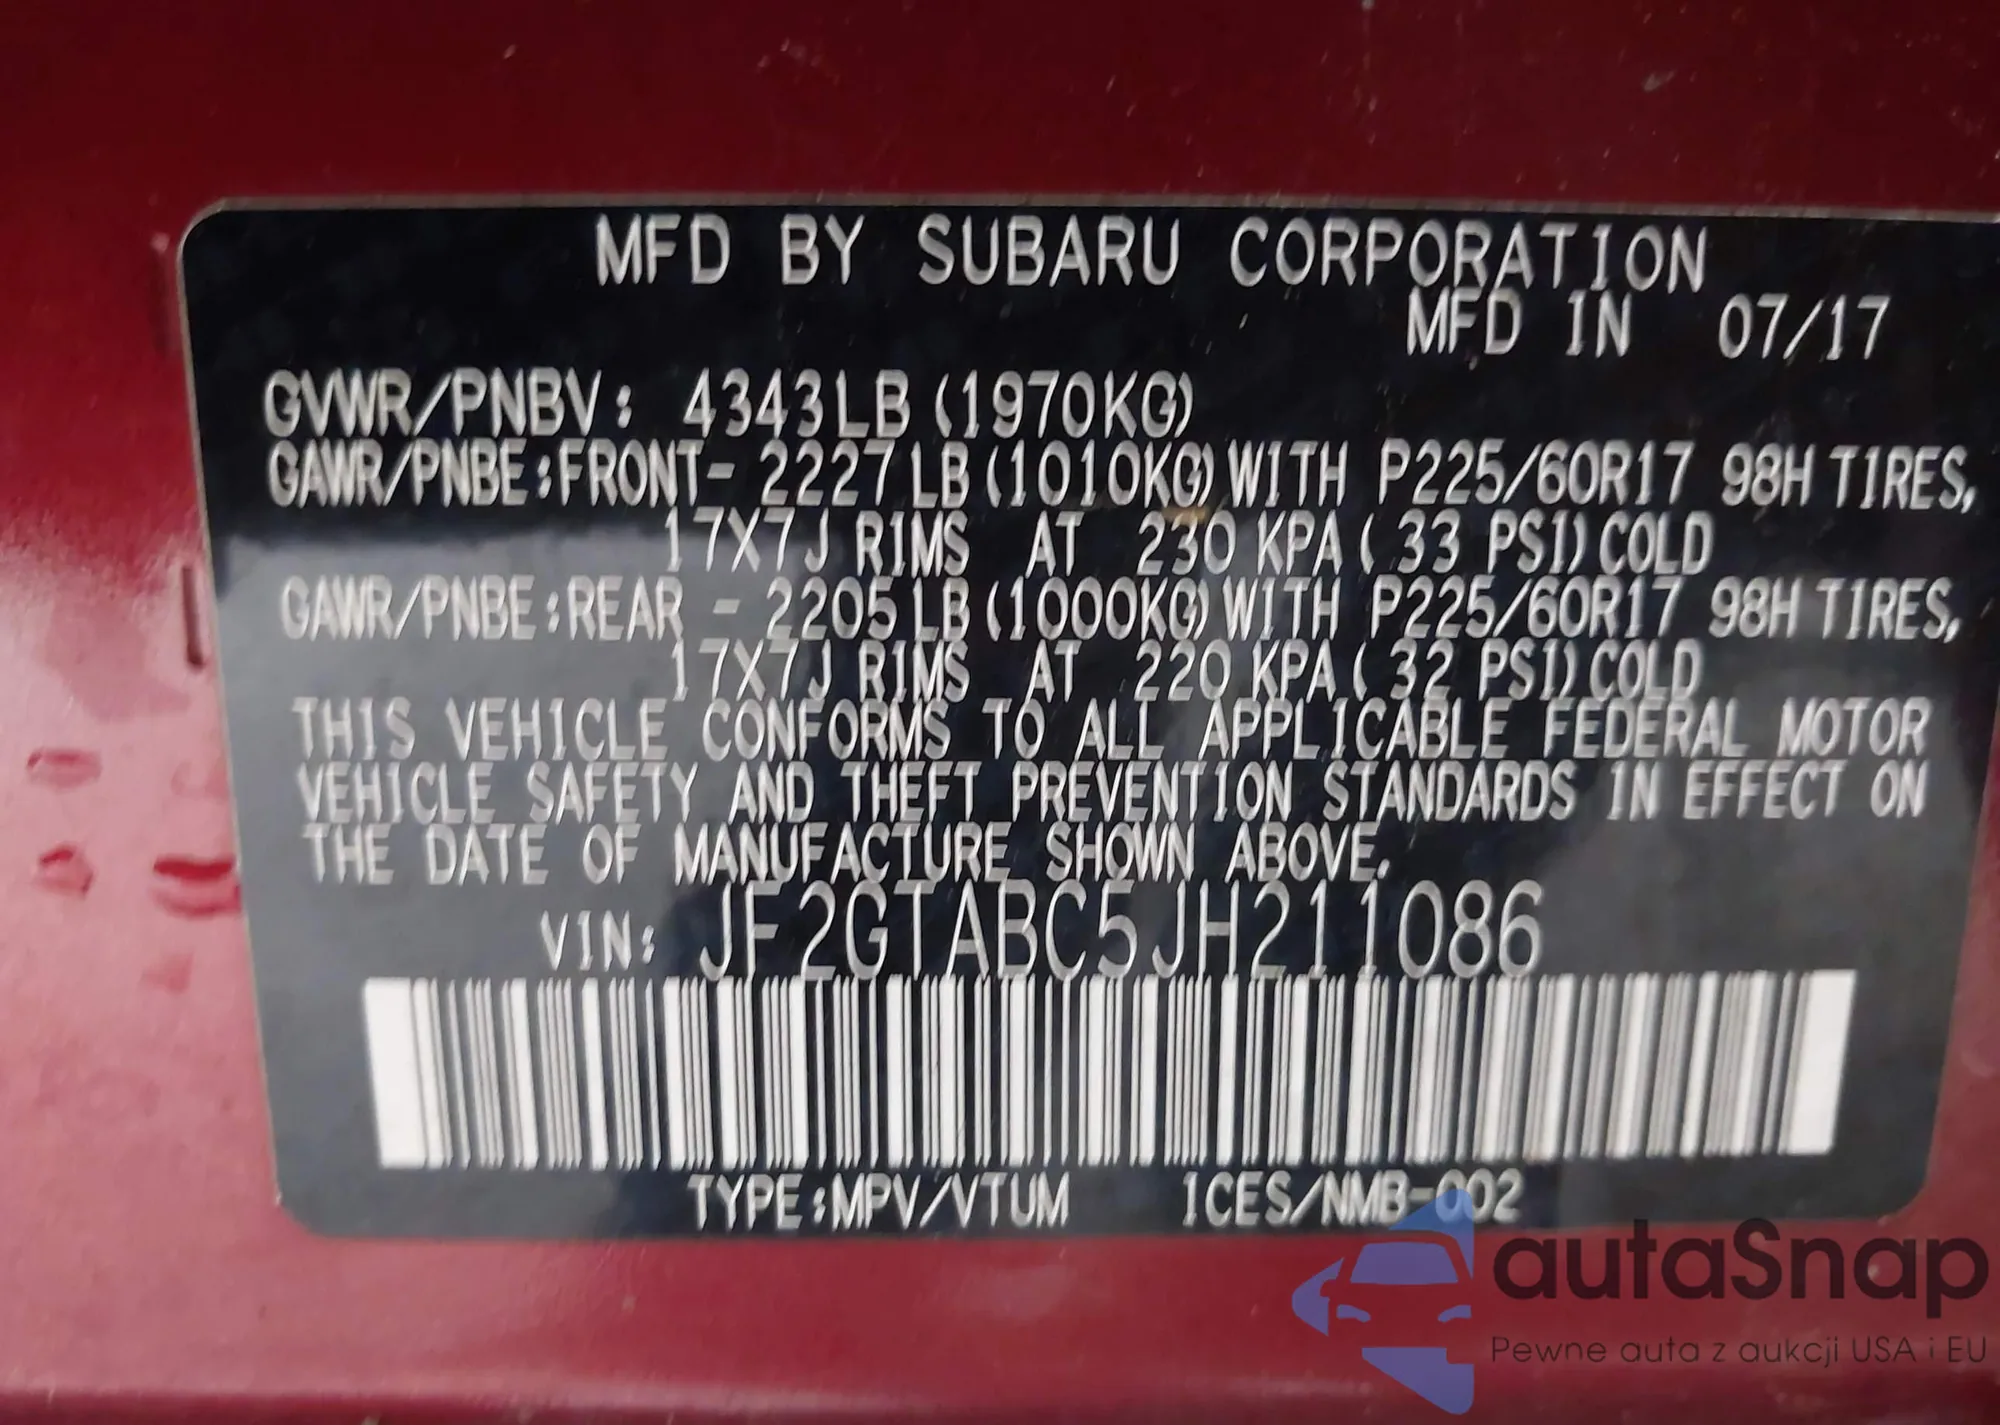 MFD BY SUBARU CORPORATION
MFD IN 07/17
GVWR/PNBV: 4343LB(1970KG)
GAWR/PNBE:FRONT- 2227LB(1010KG)WITH P225/60R17 98H TIRES,
17X7J RIMS AT 230 KPA( 33 PSI)COLD
GAWR/PNBE:REAR - 2205LB(1000KG)WITH P225/60R17 98H TIRES,
17X7J RIMS AT 220 KPA( 32 PSI)COLD
THIS VEHICLE CONFORMS TO ALL APPLICABLE FEDERAL MOTOR
VEHICLE SAFETY AND THEFT PREVENTION STANDARDS IN EFFECT ON
THE DATE OF MANUFACTURE SHOWN ABOVE.
VIN: JF2GTABC5JH211086
TYPE:MPV/VTUM ICES/NMB-002
autaSnap
Pewne auta z aukcji USA i EU